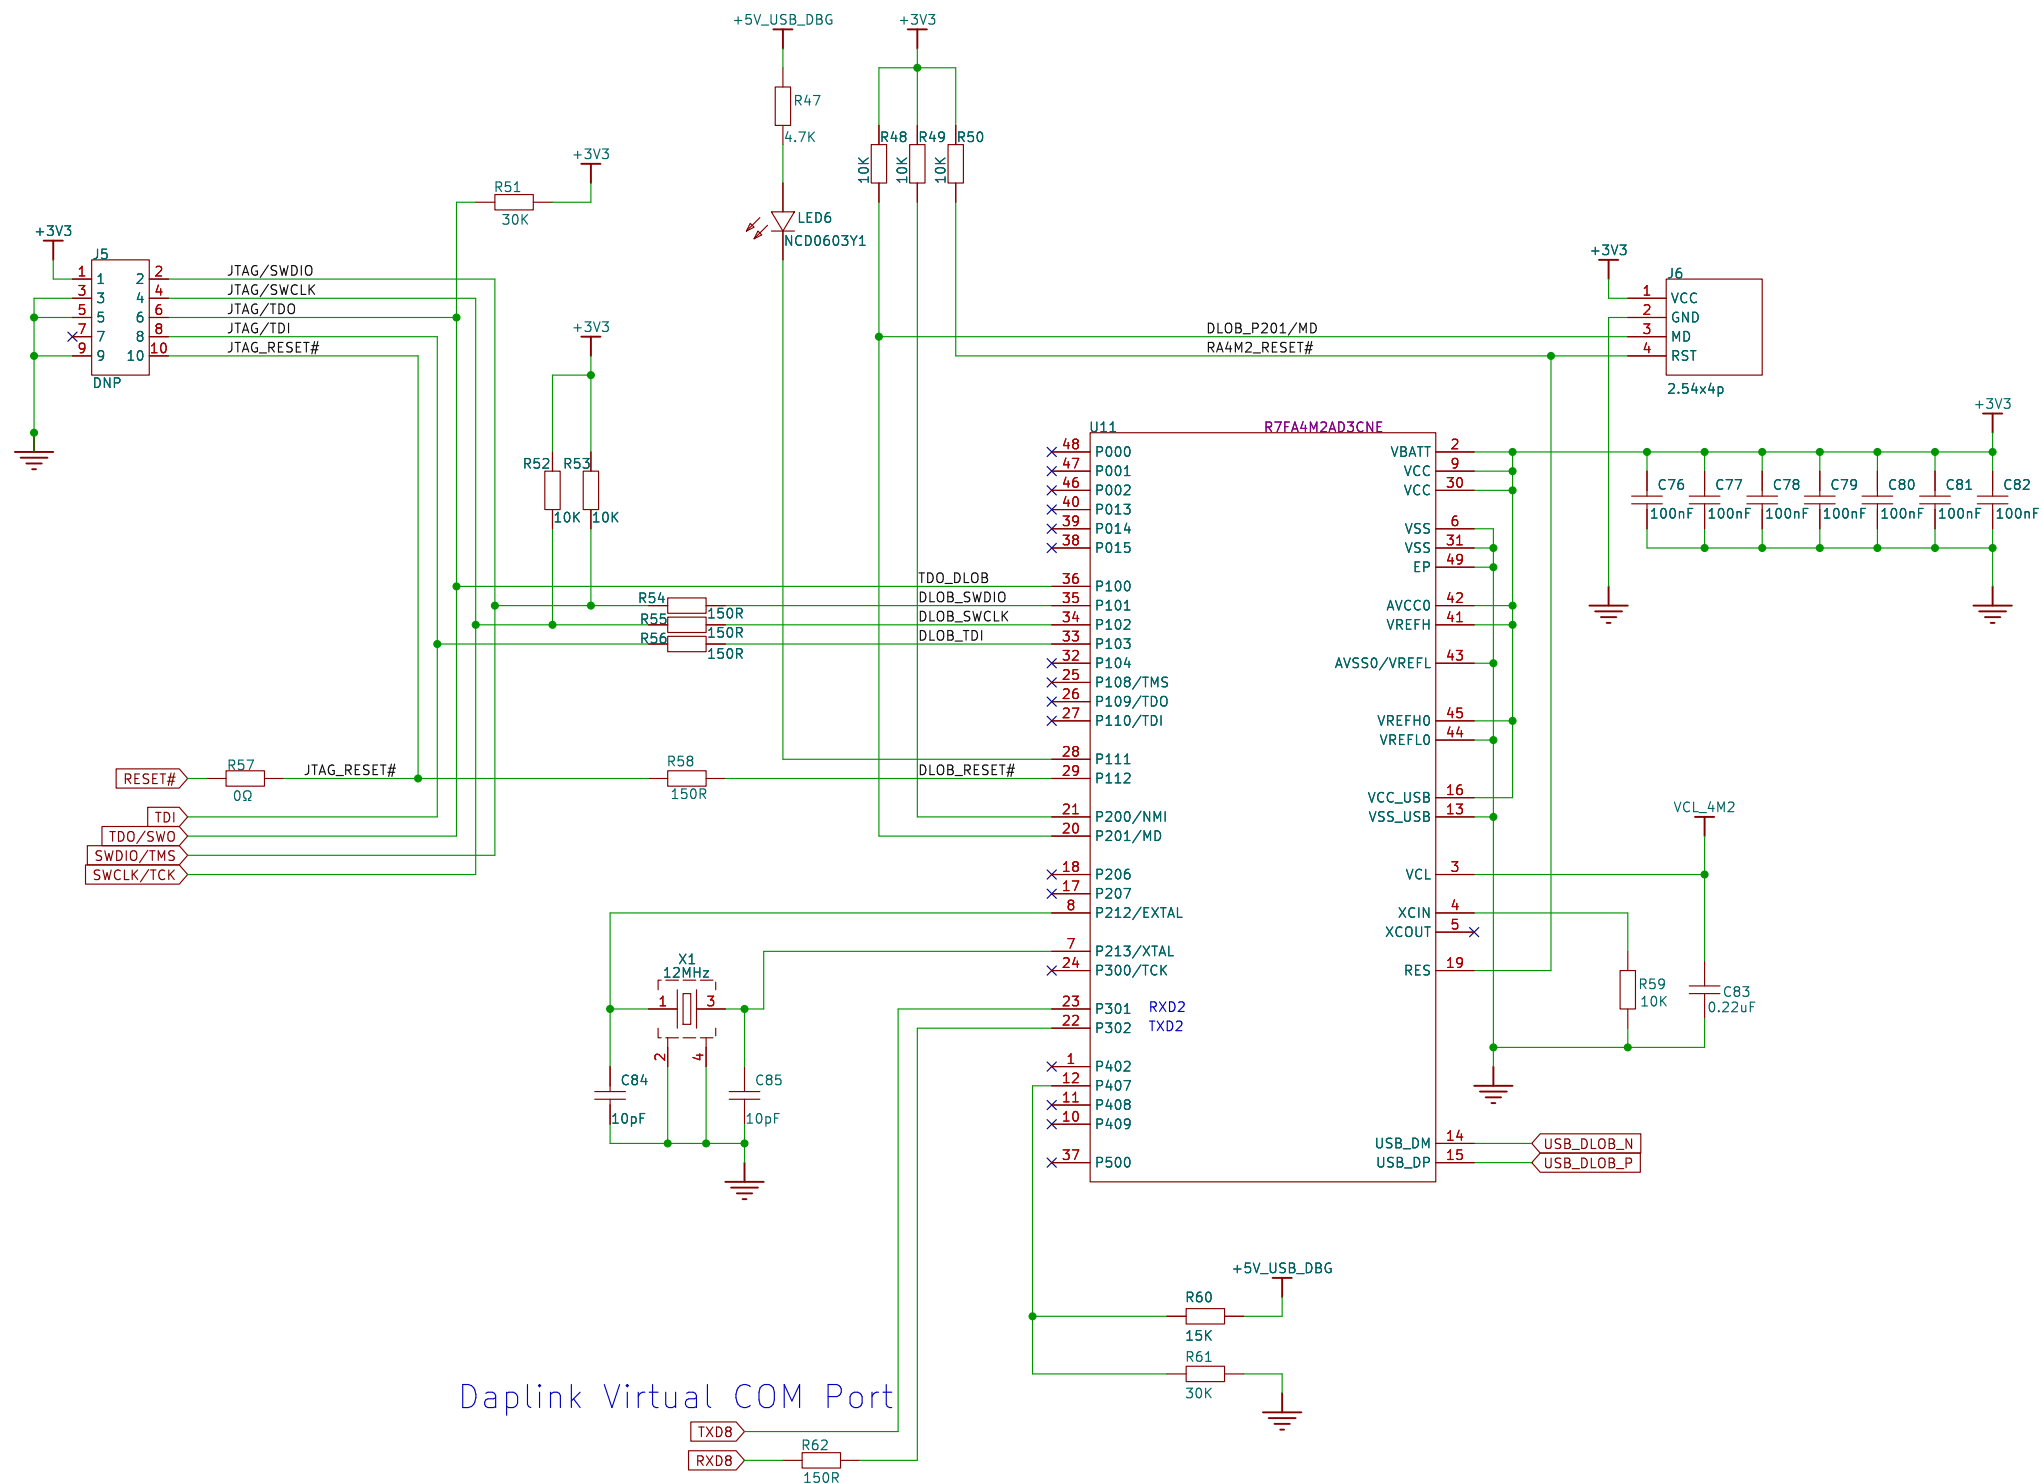 +5V_USB_DBG
+3V3
R47
4.7K
R48
R49
R50
10K
10K
10K
LED6
NCD0603Y1
+3V3
R51
30K
+3V3
J5
1 1 2 2 JTAG/SWDIO
3 3 4 4 JTAG/SWCLK
5 5 6 6 JTAG/TDO
7 7 8 8 JTAG/TDI
9 9 10 10 JTAG_RESET#
DNP
+3V3
R52
R53
10K
10K
+3V3
J6
1 VCC
2 GND
DLOB_P201/MD 3 MD
RA4M2_RESET# 4 RST
2.54x4p
U11
R7FA4M2AD3CNE
48 P000
47 P001
46 P002
40 P013
39 P014
38 P015
TDO_DLOB 36 P100
R54 150R DLOB_SWDIO 35 P101
R55 150R DLOB_SWCLK 34 P102
R56 150R DLOB_TDI 33 P103
32 P104
25 P108/TMS
26 P109/TDO
27 P110/TDI
28 P111
DLOB_RESET# 29 P112
21 P200/NMI
20 P201/MD
18 P206
17 P207
8 P212/EXTAL
7 P213/XTAL
24 P300/TCK
23 P301 RXD2
22 P302 TXD2
1 P402
12 P407
11 P408
10 P409
37 P500
VBATT 2
VCC 9
VCC 30
VSS 6
VSS 31
EP 49
AVCC0 42
VREFH 41
AVSS0/VREFL 43
VREFH0 45
VREFL0 44
VCC_USB 16
VSS_USB 13
VCL 3
XCIN 4
XCOUT 5
RES 19
USB_DM 14 USB_DLOB_N
USB_DP 15 USB_DLOB_P
+3V3
C76 C77 C78 C79 C80 C81 C82
100nF 100nF 100nF 100nF 100nF 100nF 100nF
VCL_4M2
R59
10K
C83
0.22uF
RESET#
R57
0Ω
JTAG_RESET#
R58
150R
TDI
TDO/SWO
SWDIO/TMS
SWCLK/TCK
X1
12MHz
1 3
2 4
C84
10pF
C85
10pF
+5V_USB_DBG
R60
15K
R61
30K
Daplink Virtual COM Port
TXD8
RXD8
R62
150R